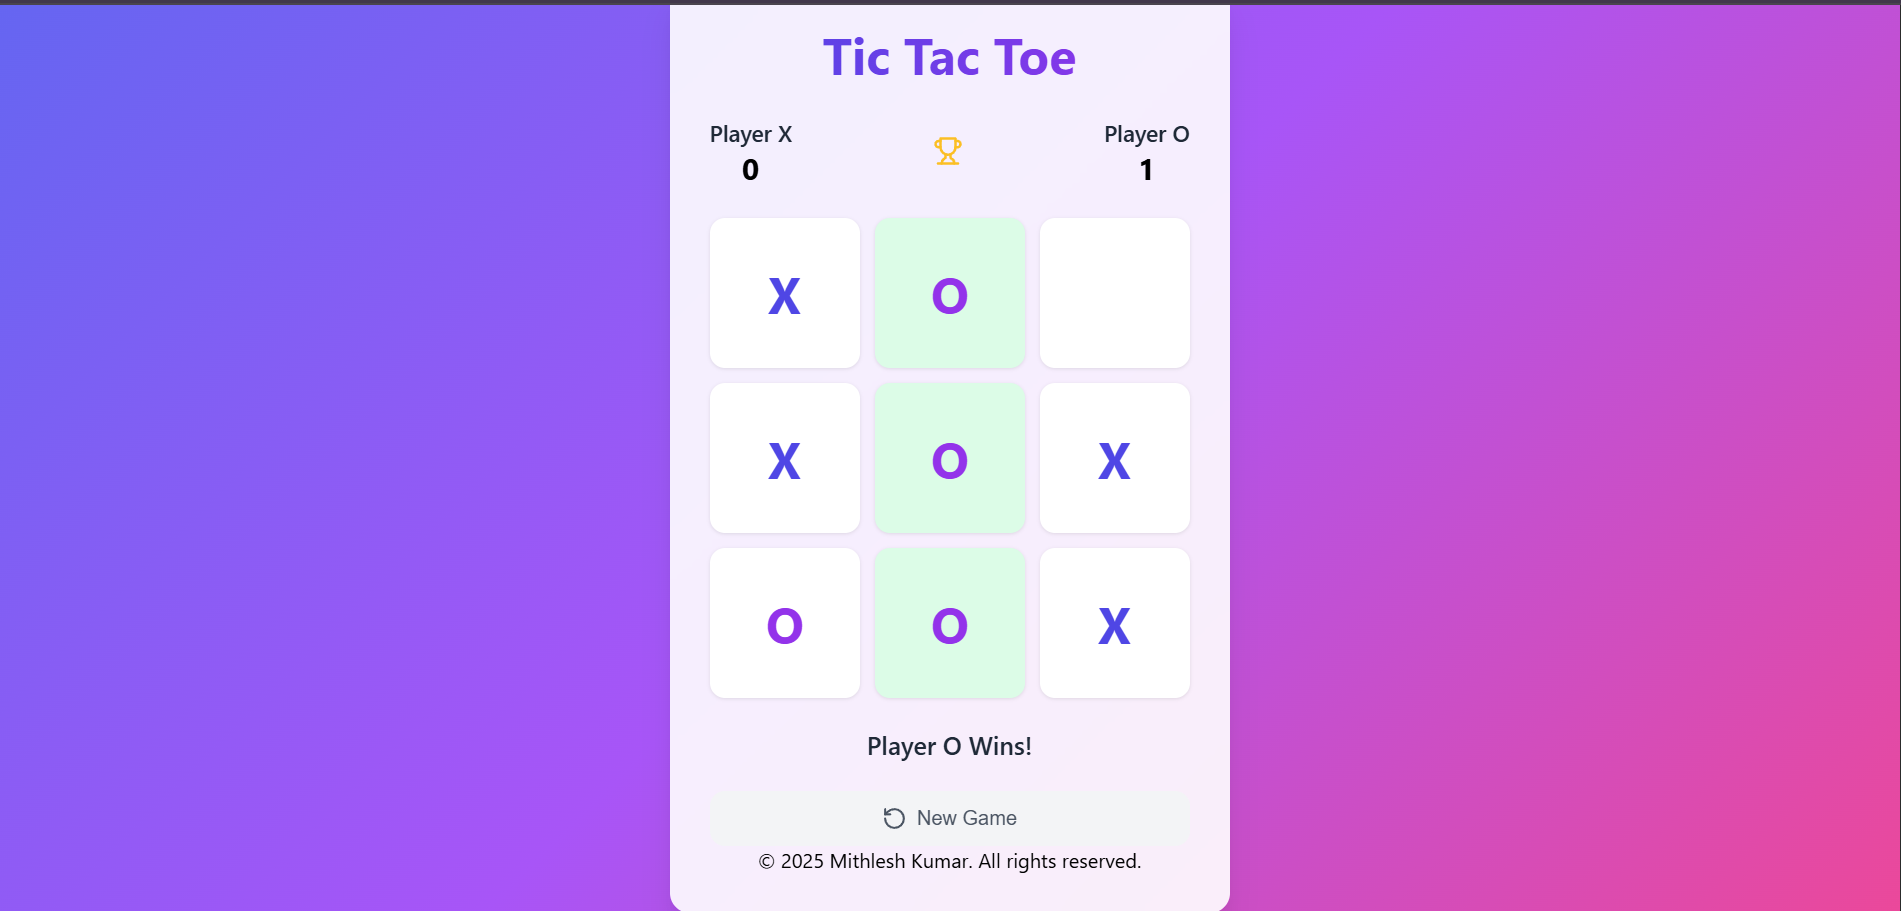 Tic Tac Toe
Player X
0
Player O
1
X O
X O X
O O X
Player O Wins!
New Game
© 2025 Mithlesh Kumar. All rights reserved.